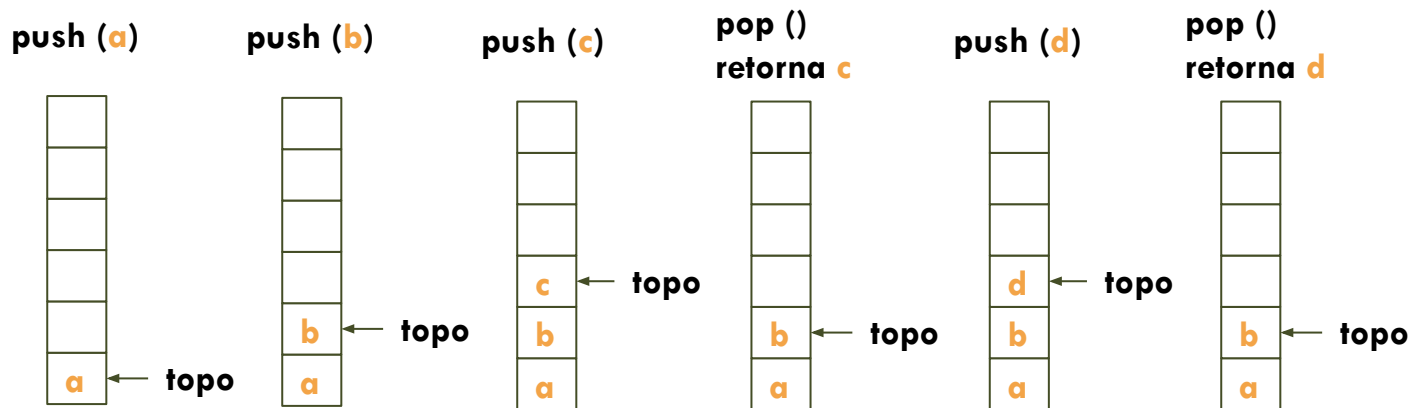 push (a)
push (b)
push (c)
pop ()
retorna c
push (d)
pop ()
retorna d
a
topo
b
topo
a
c
topo
b
a
b
topo
a
d
topo
b
a
b
topo
a